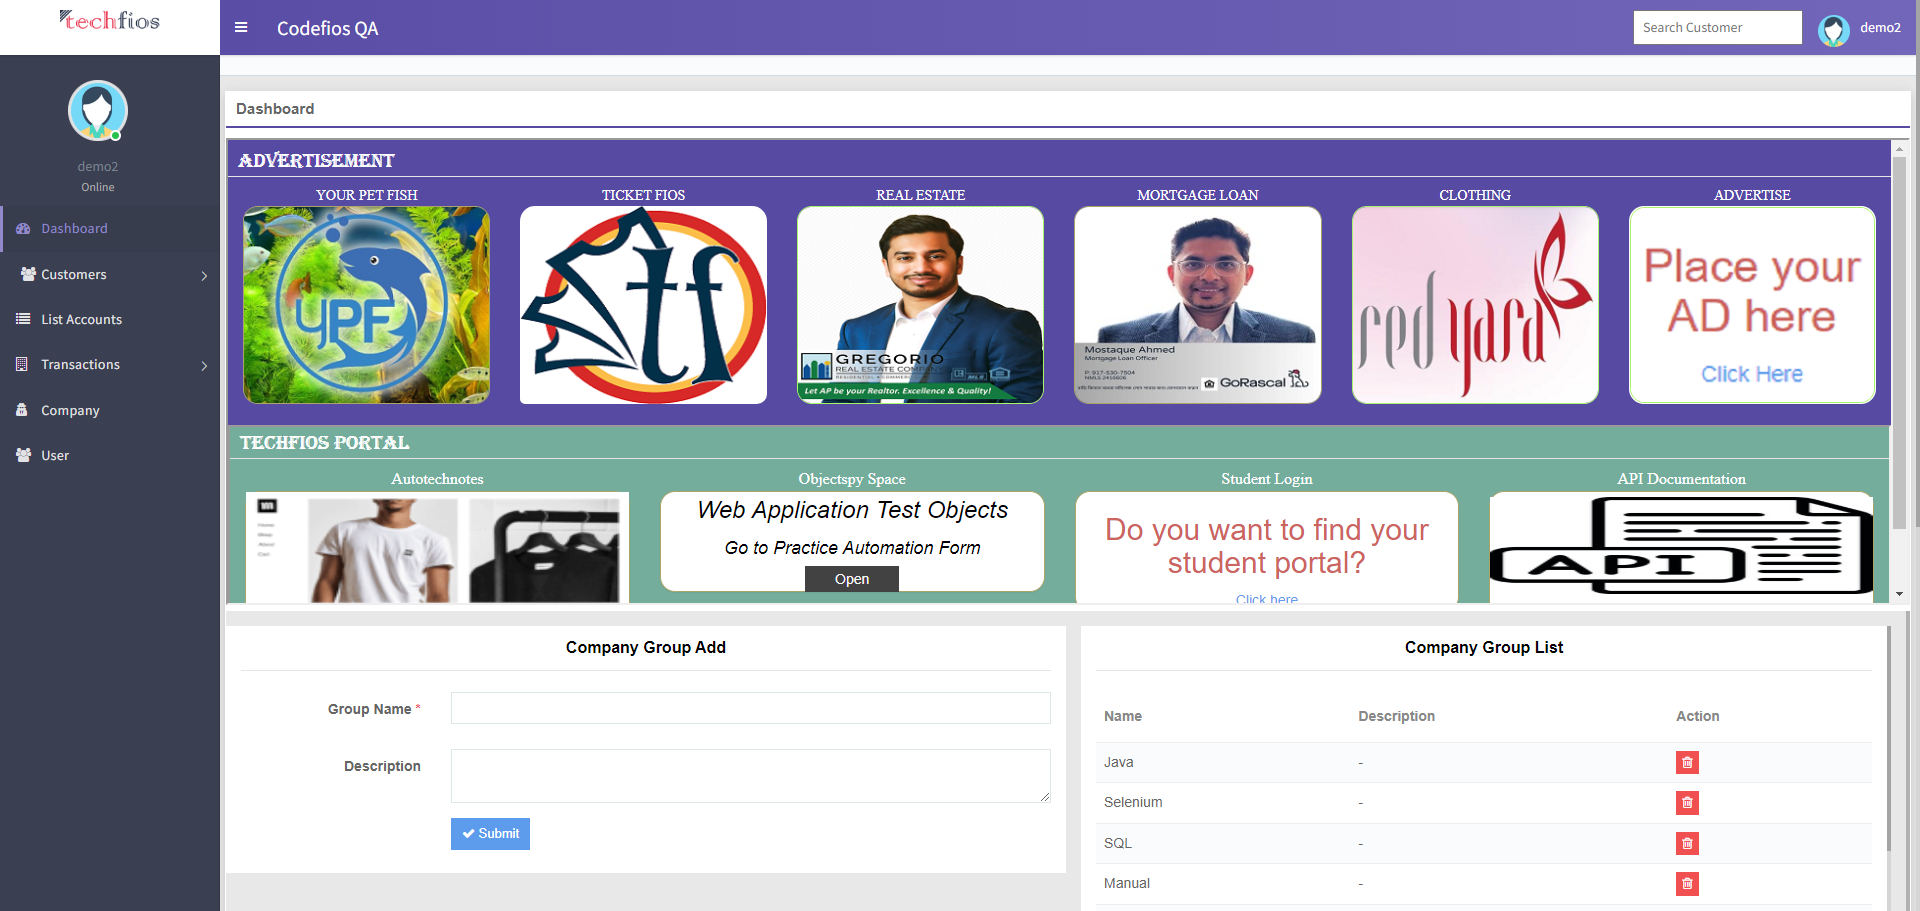 techfios
Codefios QA
Search Customer
demo2
demo2
Online
Dashboard
Customers
List Accounts
Transactions
Company
User
Dashboard
ADVERTISEMENT
YOUR PET FISH
TICKET FIOS
REAL ESTATE
MORTGAGE LOAN
CLOTHING
ADVERTISE
YPF
tf
GREGORIO
REAL ESTATE COMPANY
RESIDENTIAL • COMMERCIAL
Let AP be your Realtor. Excellence & Quality!
Mostaque Ahmed
Mortgage Loan Officer
P: 917-530-7504
GoRascal
red yard
Place your
AD here
Click Here
TECHFIOS PORTAL
Autotechnotes
Objectspy Space
Student Login
API Documentation
Web Application Test Objects
Go to Practice Automation Form
Open
Do you want to find your
student portal?
Click here
API
Company Group Add
Group Name *
Description
Submit
Company Group List
Name Description Action
Java -
Selenium -
SQL -
Manual -